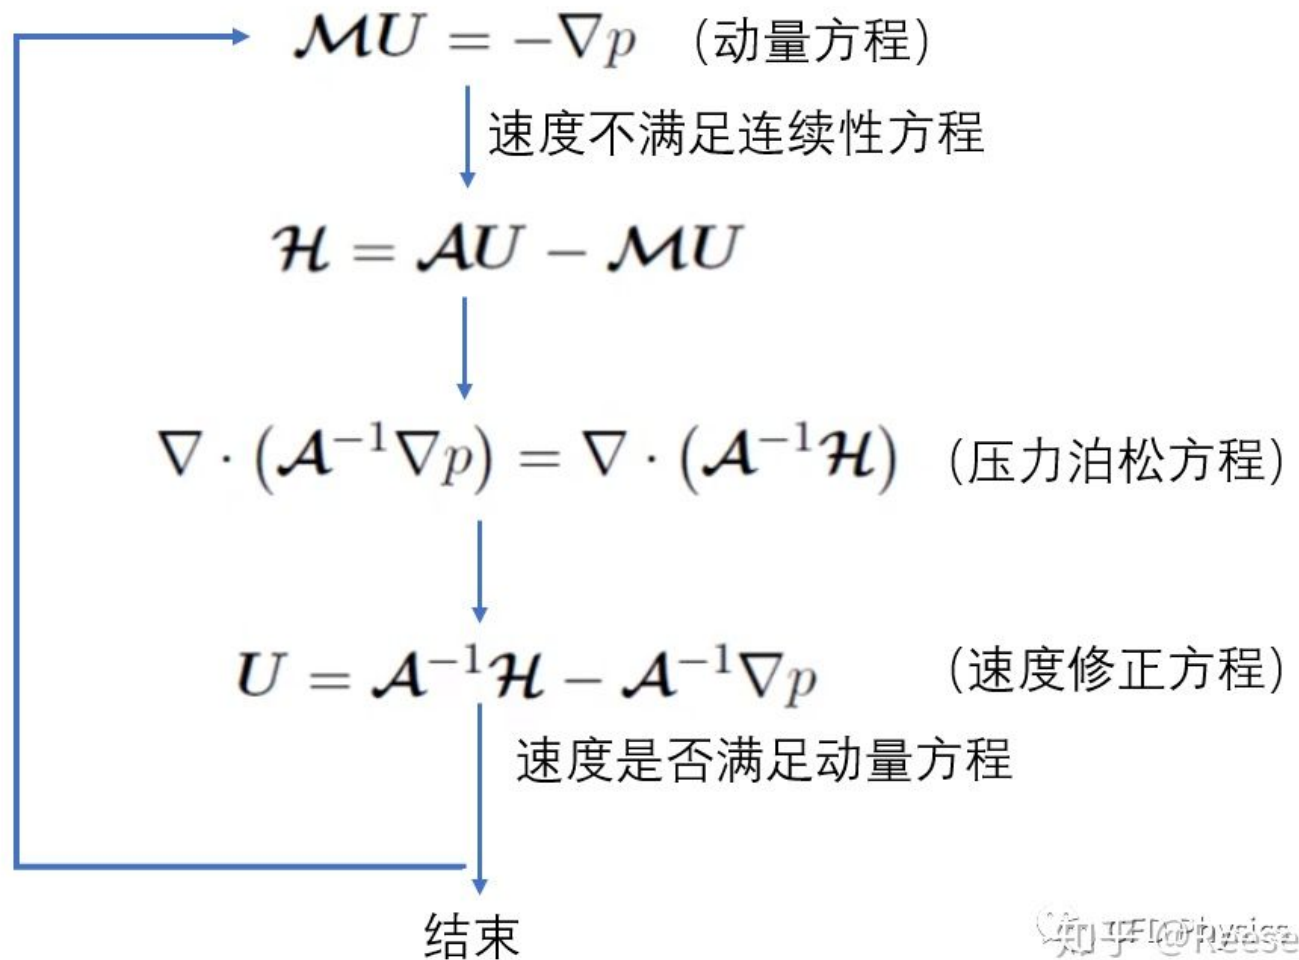 𝓜U = −∇p （动量方程）
速度不满足连续性方程
𝓗 = 𝓐U − 𝓜U
∇ · (𝓐⁻¹∇p) = ∇ · (𝓐⁻¹𝓗) （压力泊松方程）
U = 𝓐⁻¹𝓗 − 𝓐⁻¹∇p （速度修正方程）
速度是否满足动量方程
结束
知乎 @Reese